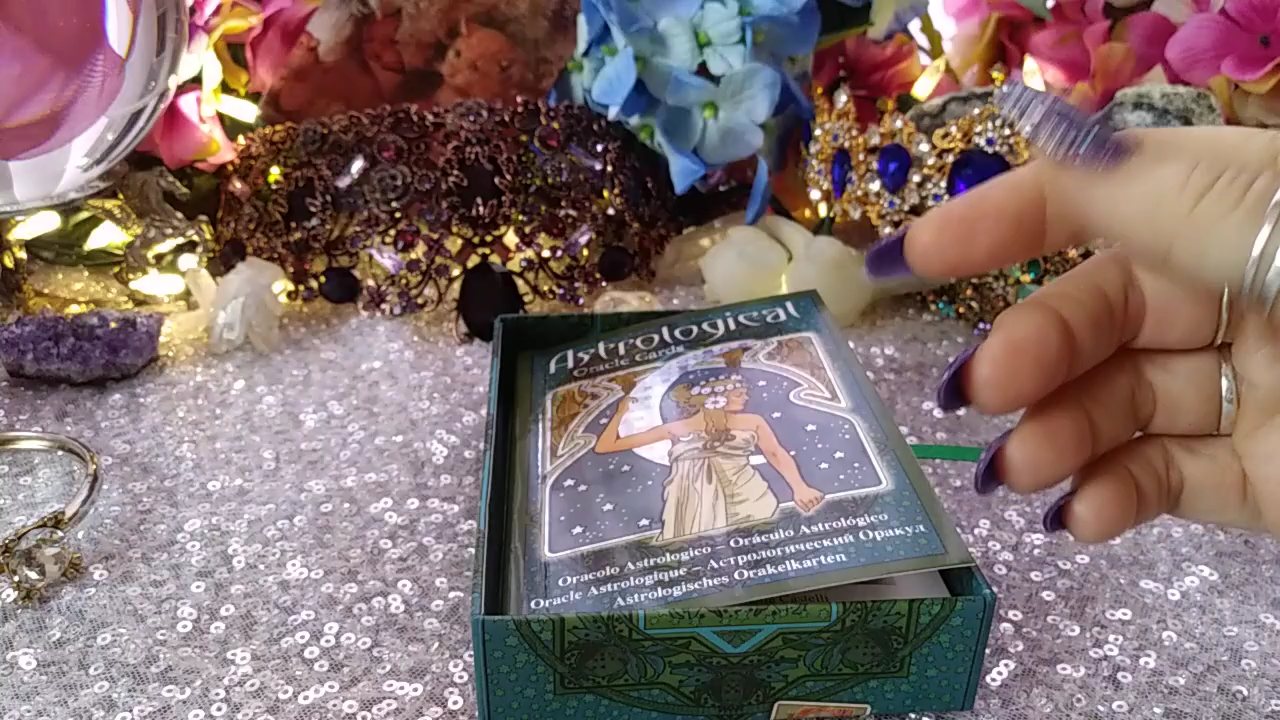 Astrological
Oracle Cards
Oracolo Astrologico – Oráculo Astrológico
Oracle Astrologique – Астрологический Оракул
Astrologisches Orakelkarten